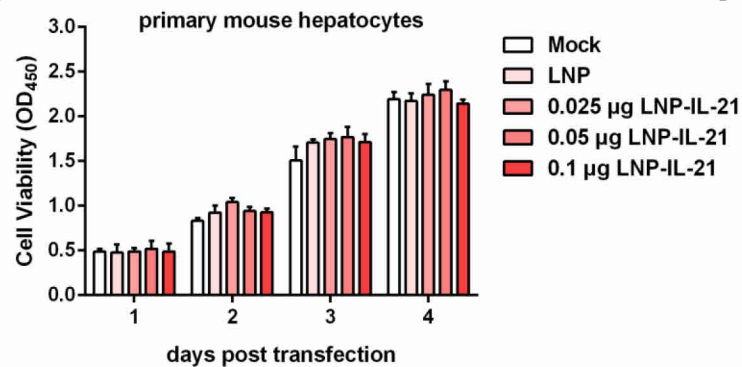 primary mouse hepatocytes
Cell Viability (OD450)
3.0
2.5
2.0
1.5
1.0
0.5
0.0
1 2 3 4
days post transfection
Mock
LNP
0.025 µg LNP-IL-21
0.05 µg LNP-IL-21
0.1 µg LNP-IL-21